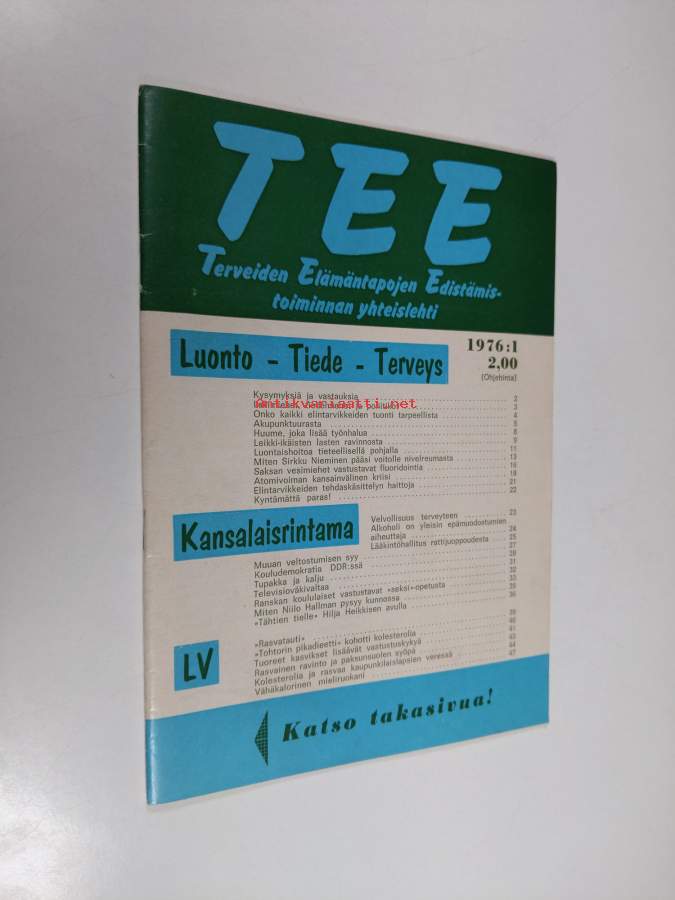 TEE
Terveiden Elämäntapojen Edistämis-
toiminnan yhteislehti
Luonto - Tiede - Terveys
1976:1
2,00
(Ohjehinta)
Kysymyksiä ja vastauksia 2
antikvariaatti.net
3
Onko kaikki elintarvikkeiden tuonti tarpeellista 4
Akupunktuurasta 5
Huume, joka lisää työnhalua 8
Leikki-ikäisten lasten ravinnosta 9
Luontaishoitoa tieteellisellä pohjalla 11
Miten Sirkku Nieminen pääsi voitolle nivelreumasta 13
Saksan vesimiehet vastustavat fluoridointia 16
Atomivoiman kansainvälinen kriisi 18
Elintarvikkeiden tehdaskäsittelyn haittoja 21
Kyntämättä paras! 22
Kansalaisrintama
Velvollisuus terveyteen 23
Alkoholi on yleisin epämuodostumien
aiheuttaja 24
Lääkintöhallitus rattijuoppoudesta 25
Muuan veltostumisen syy 27
Kouludemokratia DDR:ssä
Tupakka ja kalju 31
Televisioväkivaltaa 32
Ranskan koululaiset vastustavat »seksi»-opetusta 33
Miten Niilo Hallman pysyy kunnossa 35
»Tähtien tielle» Hilja Heikkisen avulla 36
LV
»Rasvatauti» 39
»Tohtorin pikadieetti» kohotti kolesterolia 40
Tuoreet kasvikset lisäävät vastustuskykyä 41
Rasvainen ravinto ja paksunsuolen syöpä 43
Kolesterolia ja rasvaa kaupunkilaislapsien veressä 44
Vähäkalorinen mieliruokani 47
Katso takasivua!